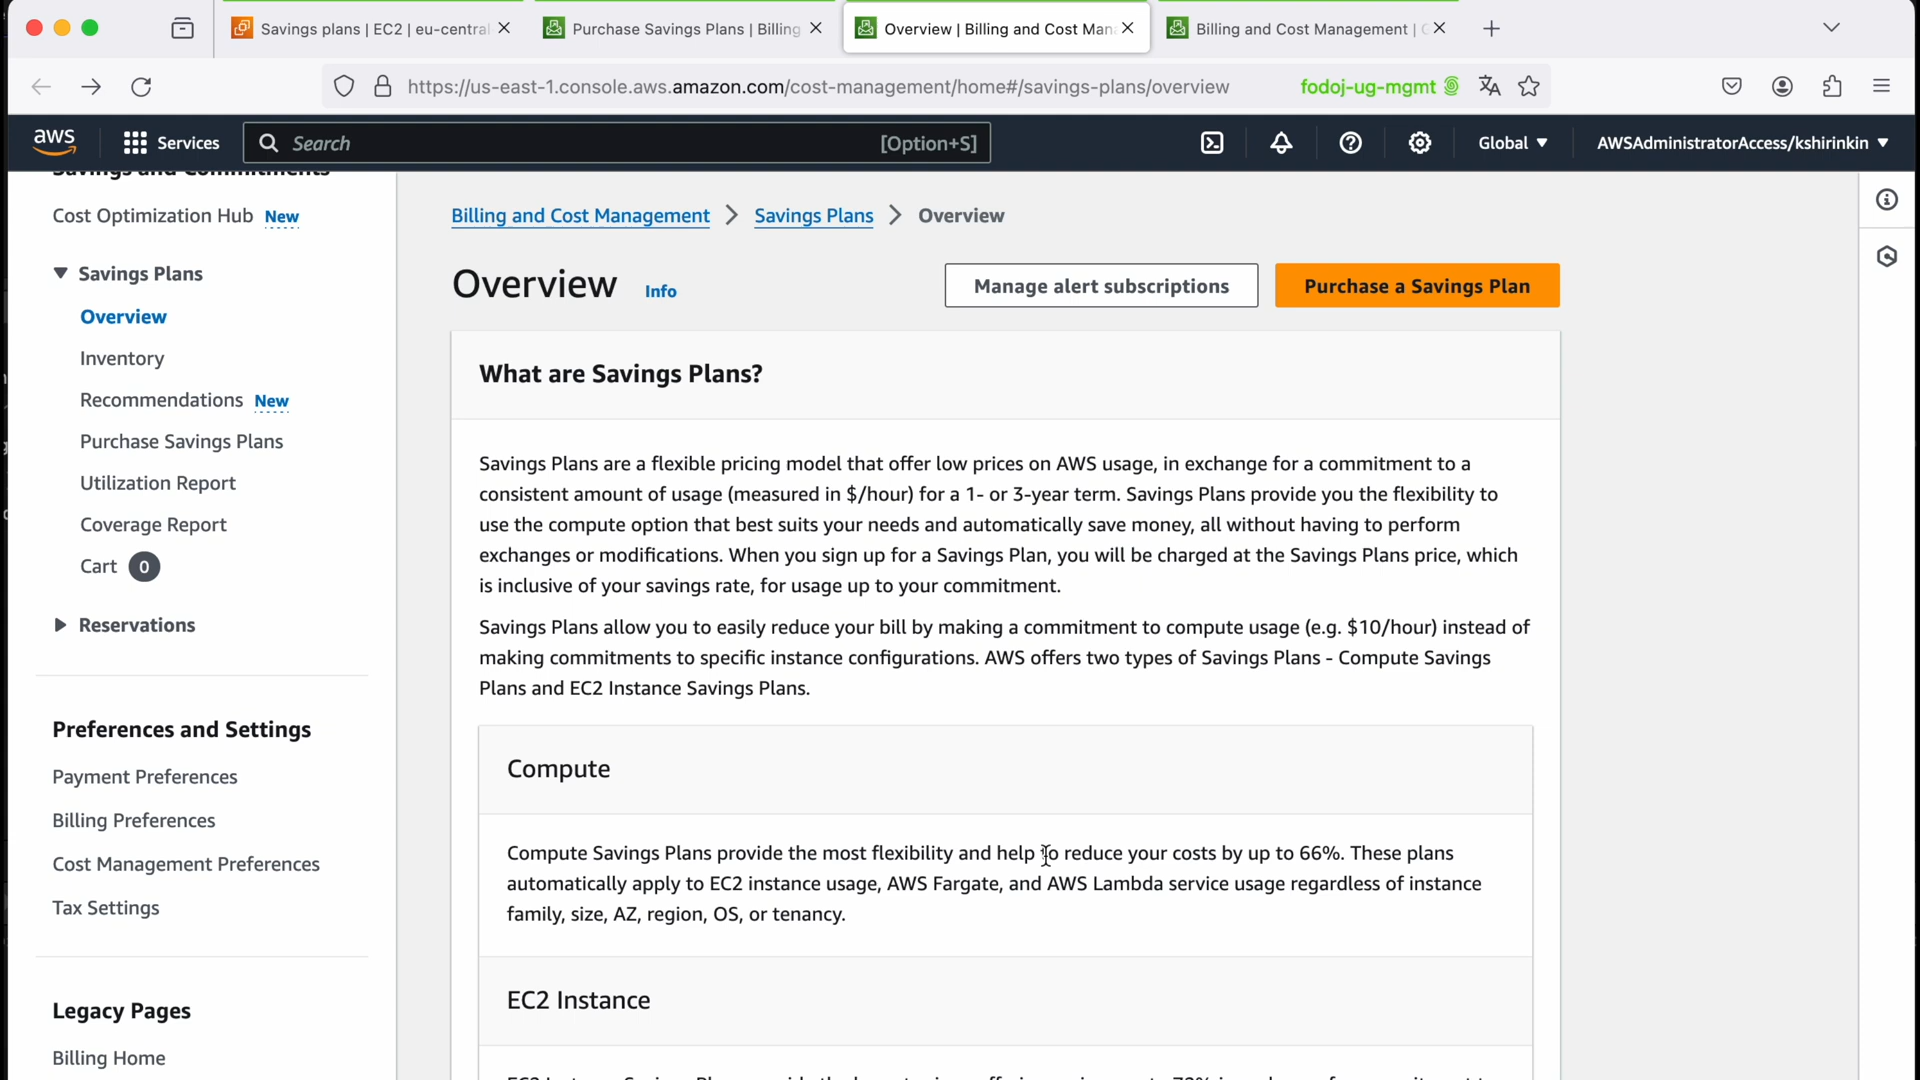 Savings plans | EC2 | eu-central
Purchase Savings Plans | Billing
Overview | Billing and Cost Man
Billing and Cost Management |
https://us-east-1.console.aws.amazon.com/cost-management/home#/savings-plans/overview
fodoj-ug-mgmt
aws
Services
Search
[Option+S]
Global
AWSAdministratorAccess/kshirinkin
Savings and Commitments
Cost Optimization Hub New
Savings Plans
Overview
Inventory
Recommendations New
Purchase Savings Plans
Utilization Report
Coverage Report
Cart 0
Reservations
Preferences and Settings
Payment Preferences
Billing Preferences
Cost Management Preferences
Tax Settings
Legacy Pages
Billing Home
Billing and Cost Management > Savings Plans > Overview
Overview Info
Manage alert subscriptions
Purchase a Savings Plan
What are Savings Plans?
Savings Plans are a flexible pricing model that offer low prices on AWS usage, in exchange for a commitment to a
consistent amount of usage (measured in $/hour) for a 1- or 3-year term. Savings Plans provide you the flexibility to
use the compute option that best suits your needs and automatically save money, all without having to perform
exchanges or modifications. When you sign up for a Savings Plan, you will be charged at the Savings Plans price, which
is inclusive of your savings rate, for usage up to your commitment.
Savings Plans allow you to easily reduce your bill by making a commitment to compute usage (e.g. $10/hour) instead of
making commitments to specific instance configurations. AWS offers two types of Savings Plans - Compute Savings
Plans and EC2 Instance Savings Plans.
Compute
Compute Savings Plans provide the most flexibility and help to reduce your costs by up to 66%. These plans
automatically apply to EC2 instance usage, AWS Fargate, and AWS Lambda service usage regardless of instance
family, size, AZ, region, OS, or tenancy.
EC2 Instance